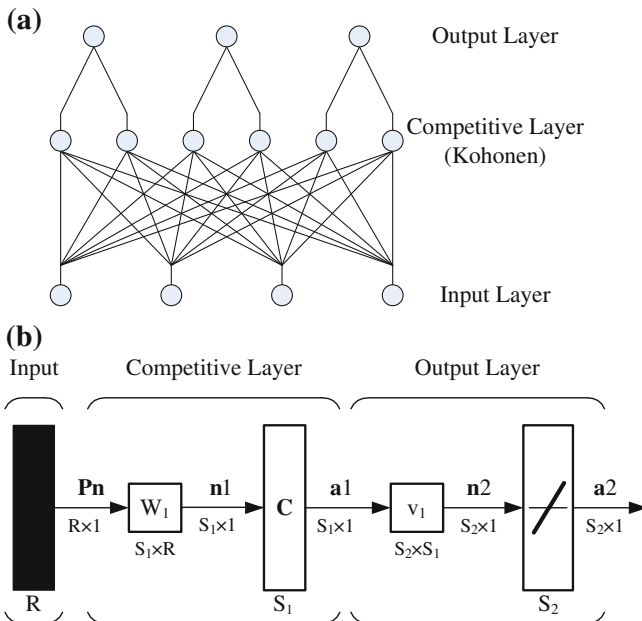 (a)
Output Layer
Competitive Layer
(Kohonen)
Input Layer
(b)
Input
Competitive Layer
Output Layer
Pn
R×1
W₁
S₁×R
n1
S₁×1
C
a1
S₁×1
v₁
S₂×S₁
n2
S₂×1
a2
S₂×1
R
S₁
S₂